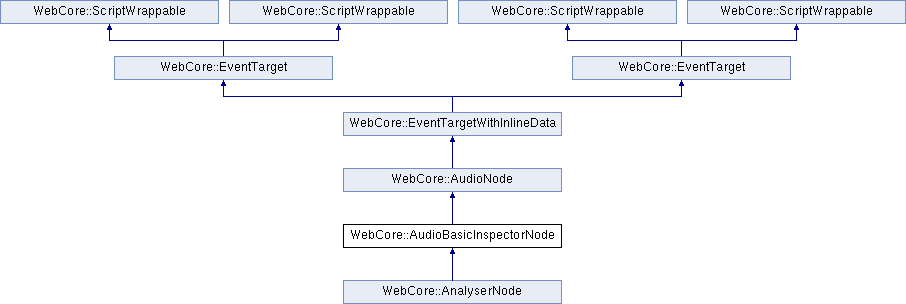 WebCore::ScriptWrappable
WebCore::ScriptWrappable
WebCore::ScriptWrappable
WebCore::ScriptWrappable
WebCore::EventTarget
WebCore::EventTarget
WebCore::EventTargetWithInlineData
WebCore::AudioNode
WebCore::AudioBasicInspectorNode
WebCore::AnalyserNode